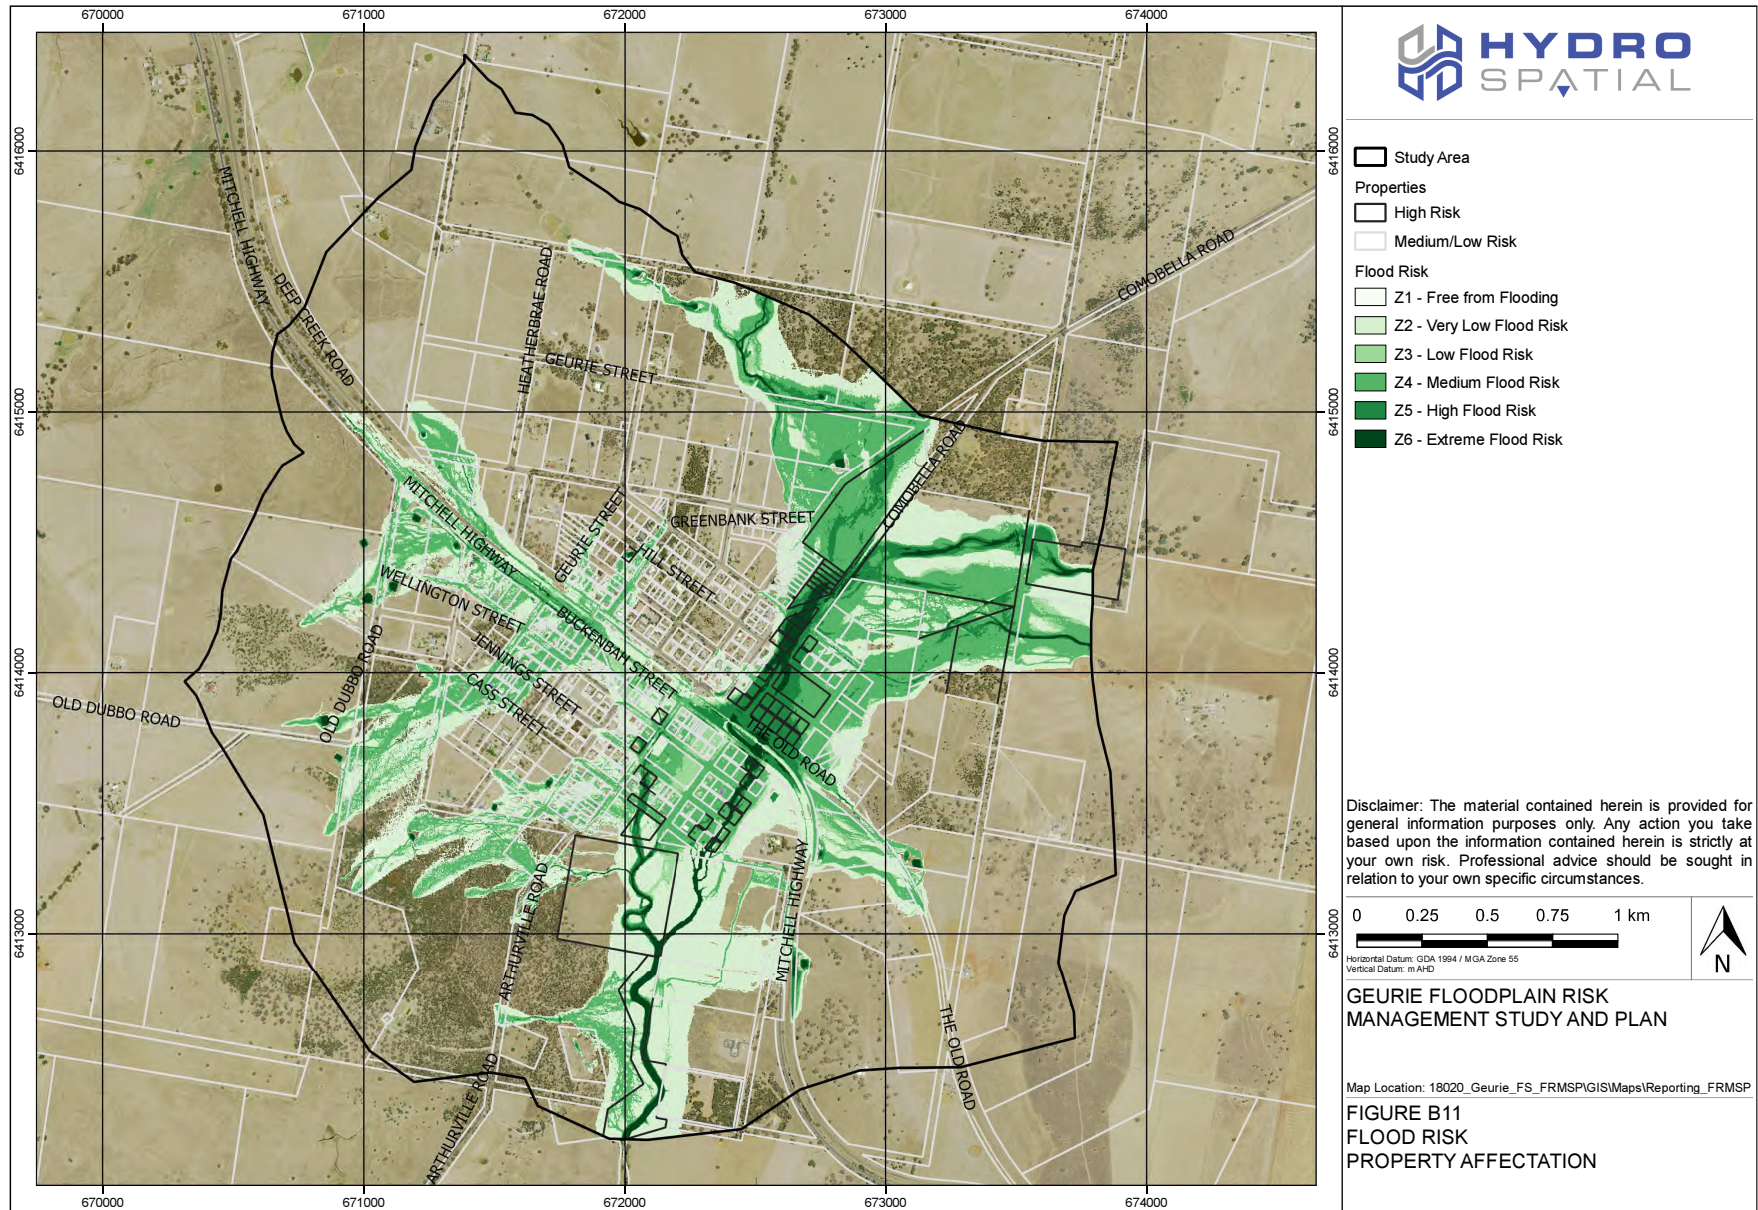 670000
671000
672000
673000
674000
6416000
6416000
6415000
6415000
6414000
6414000
6413000
6413000
MITCHELL HIGHWAY
DEEP CREEK ROAD
HEATHERBRAE ROAD
GEURIE STREET
COMOBELLA ROAD
COMOBELLA ROAD
MITCHELL HIGHWAY
GEURIE STREET
GREENBANK STREET
HILL STREET
WELLINGTON STREET
BUCKENBAH STREET
JENNINGS STREET
CASS STREET
OLD DUBBO ROAD
OLD DUBBO ROAD
THE OLD ROAD
ARTHURVILLE ROAD
MITCHELL HIGHWAY
THE OLD ROAD
ARTHURVILLE ROAD
670000
671000
672000
673000
674000
HYDRO
SPATIAL
Study Area
Properties
High Risk
Medium/Low Risk
Flood Risk
Z1 - Free from Flooding
Z2 - Very Low Flood Risk
Z3 - Low Flood Risk
Z4 - Medium Flood Risk
Z5 - High Flood Risk
Z6 - Extreme Flood Risk
Disclaimer: The material contained herein is provided for
general information purposes only. Any action you take
based upon the information contained herein is strictly at
your own risk. Professional advice should be sought in
relation to your own specific circumstances.
0 0.25 0.5 0.75 1 km
Horizontal Datum: GDA 1994 / MGA Zone 55
Vertical Datum: m AHD
N
GEURIE FLOODPLAIN RISK
MANAGEMENT STUDY AND PLAN
Map Location: 18020_Geurie_FS_FRMSP\GIS\Maps\Reporting_FRMSP
FIGURE B11
FLOOD RISK
PROPERTY AFFECTATION